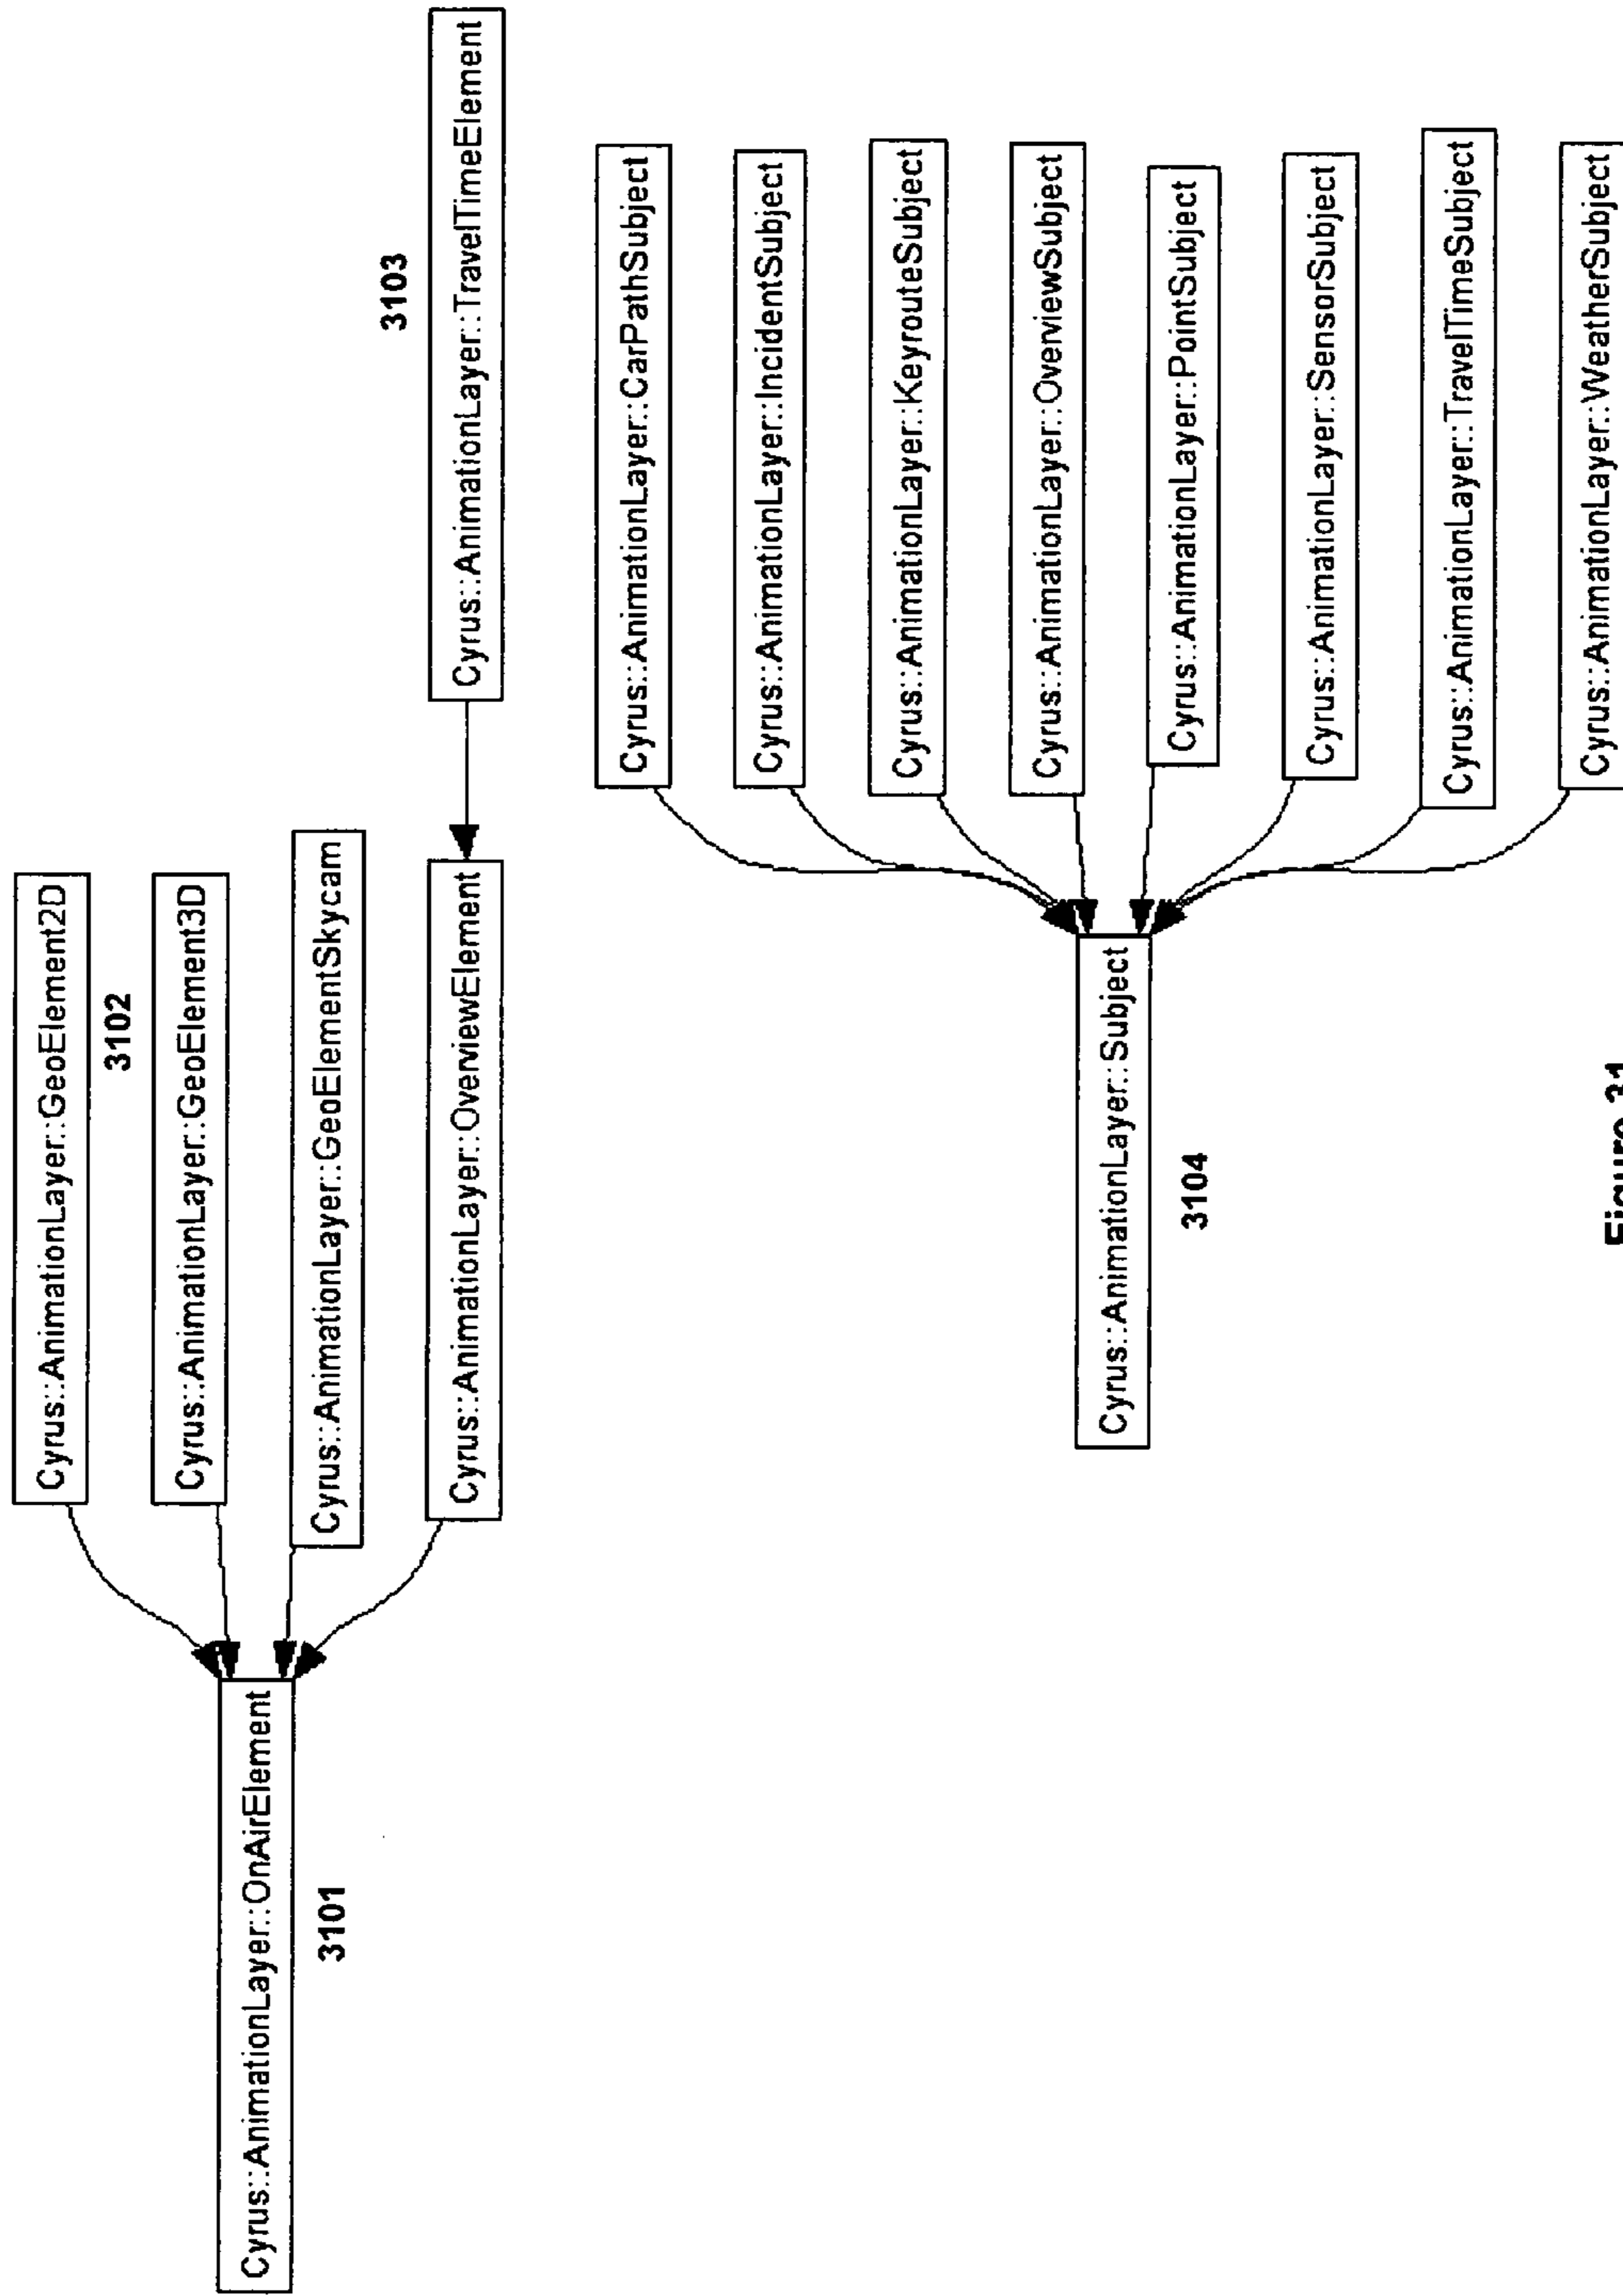 Cyrus::AnimationLayer::GeoElement2D
3102
Cyrus::AnimationLayer::GeoElement3D
Cyrus::AnimationLayer::OnAirElement
3101
Cyrus::AnimationLayer::GeoElementSkycam
3103
Cyrus::AnimationLayer::OverviewElement
Cyrus::AnimationLayer::TravelTimeElement
Cyrus::AnimationLayer::CarPathSubject
Cyrus::AnimationLayer::IncidentSubject
Cyrus::AnimationLayer::KeyrouteSubject
Cyrus::AnimationLayer::OverviewSubject
Cyrus::AnimationLayer::Subject
3104
Cyrus::AnimationLayer::PointSubject
Cyrus::AnimationLayer::SensorSubject
Cyrus::AnimationLayer::TravelTimeSubject
Cyrus::AnimationLayer::WeatherSubject
Figure 31